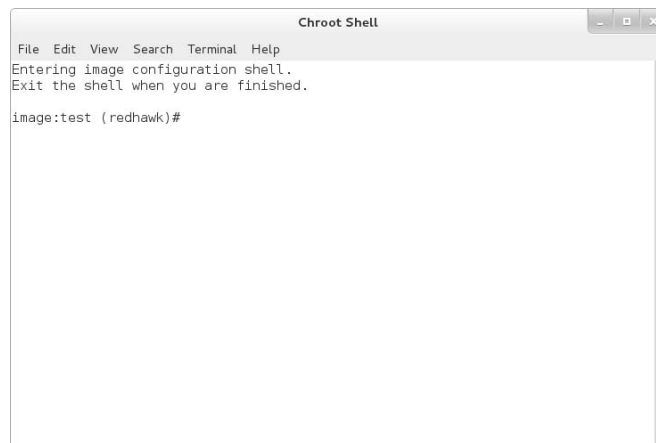 Chroot Shell
File Edit View Search Terminal Help
Entering image configuration shell.
Exit the shell when you are finished.
image:test (redhawk)#